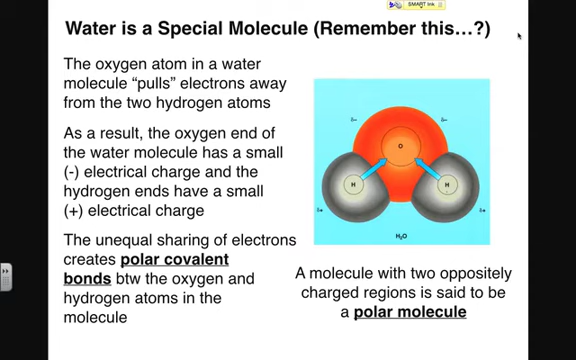 SMART Ink
Water is a Special Molecule (Remember this…?)
The oxygen atom in a water
molecule “pulls” electrons away
from the two hydrogen atoms
As a result, the oxygen end of
the water molecule has a small
(-) electrical charge and the
hydrogen ends have a small
(+) electrical charge
The unequal sharing of electrons
creates polar covalent
bonds btw the oxygen and
hydrogen atoms in the
molecule
δ− δ−
O
H H
δ+ δ+
H₂O
A molecule with two oppositely
charged regions is said to be
a polar molecule